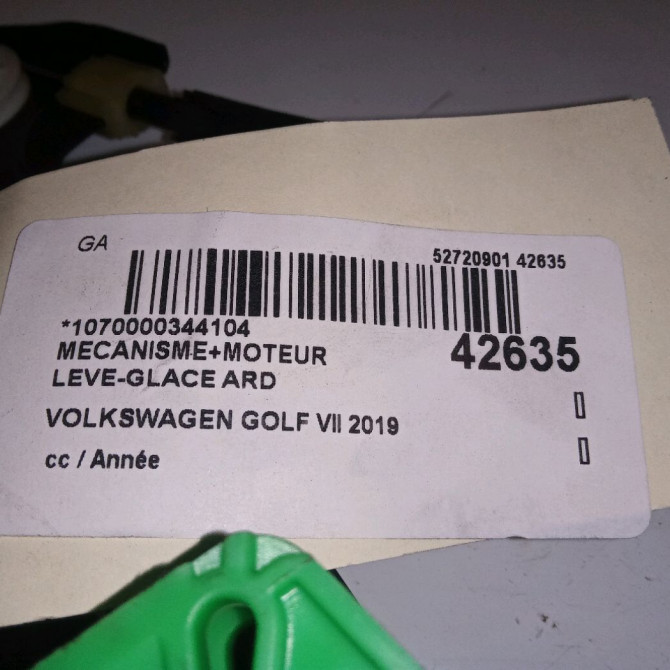 GA
52720901 42635
*1070000344104
MECANISME+MOTEUR
42635
LEVE-GLACE ARD
VOLKSWAGEN GOLF VII 2019
cc / Année